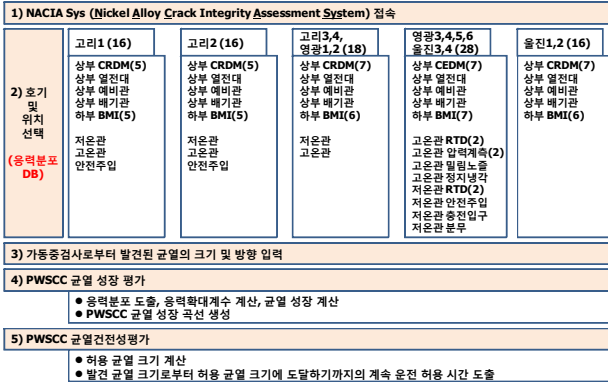 1) NACIA Sys (Nickel Alloy Crack Integrity Assessment System) 접속
2) 호기
및
위치
선택
(응력분포
DB)
고리1 (16)
상부 CRDM(5)
상부 열전대
상부 예비관
상부 배기관
하부 BMI(5)
저온관
고온관
안전주입
고리2 (16)
상부 CRDM(5)
상부 열전대
상부 예비관
상부 배기관
하부 BMI(5)
저온관
고온관
안전주입
고리3,4,
영광1,2 (18)
상부 CRDM(7)
상부 열전대
상부 예비관
상부 배기관
하부 BMI(6)
저온관
고온관
영광3,4,5,6
울진3,4 (28)
상부 CEDM(7)
상부 열전대
상부 예비관
상부 배기관
하부 BMI(7)
고온관 RTD(2)
고온관 압력계측(2)
고온관 밀림노즐
고온관 정지냉각
저온관 RTD(2)
저온관 안전주입
저온관 충전입구
저온관 분무
울진1,2 (16)
상부 CRDM(7)
상부 열전대
상부 예비관
상부 배기관
하부 BMI(6)
3) 가동중검사로부터 발견된 균열의 크기 및 방향 입력
4) PWSCC 균열 성장 평가
● 응력분포 도출, 응력확대계수 계산, 균열 성장 계산
● PWSCC 균열 성장 곡선 생성
5) PWSCC 균열건전성평가
● 허용 균열 크기 계산
● 발견 균열 크기로부터 허용 균열 크기에 도달하기까지의 계속 운전 허용 시간 도출